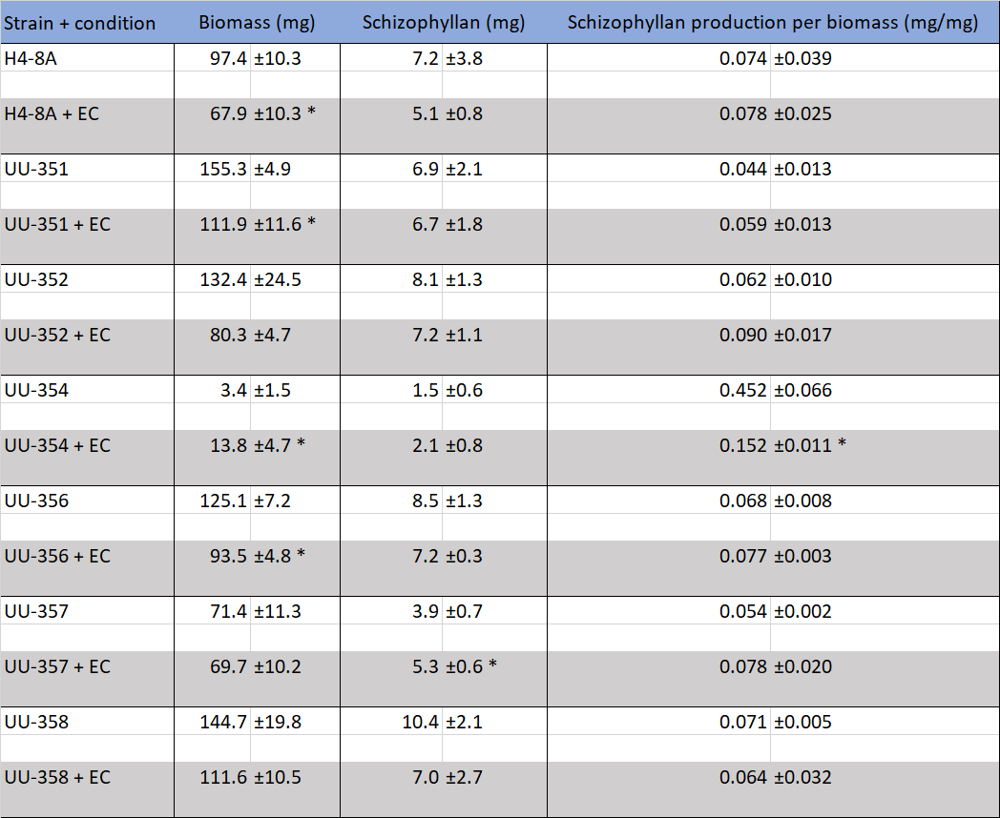 Strain + condition Biomass (mg) Schizophyllan (mg) Schizophyllan production per biomass (mg/mg)
H4-8A 97.4 ±10.3 7.2 ±3.8 0.074 ±0.039
H4-8A + EC 67.9 ±10.3 * 5.1 ±0.8 0.078 ±0.025
UU-351 155.3 ±4.9 6.9 ±2.1 0.044 ±0.013
UU-351 + EC 111.9 ±11.6 * 6.7 ±1.8 0.059 ±0.013
UU-352 132.4 ±24.5 8.1 ±1.3 0.062 ±0.010
UU-352 + EC 80.3 ±4.7 7.2 ±1.1 0.090 ±0.017
UU-354 3.4 ±1.5 1.5 ±0.6 0.452 ±0.066
UU-354 + EC 13.8 ±4.7 * 2.1 ±0.8 0.152 ±0.011 *
UU-356 125.1 ±7.2 8.5 ±1.3 0.068 ±0.008
UU-356 + EC 93.5 ±4.8 * 7.2 ±0.3 0.077 ±0.003
UU-357 71.4 ±11.3 3.9 ±0.7 0.054 ±0.002
UU-357 + EC 69.7 ±10.2 5.3 ±0.6 * 0.078 ±0.020
UU-358 144.7 ±19.8 10.4 ±2.1 0.071 ±0.005
UU-358 + EC 111.6 ±10.5 7.0 ±2.7 0.064 ±0.032